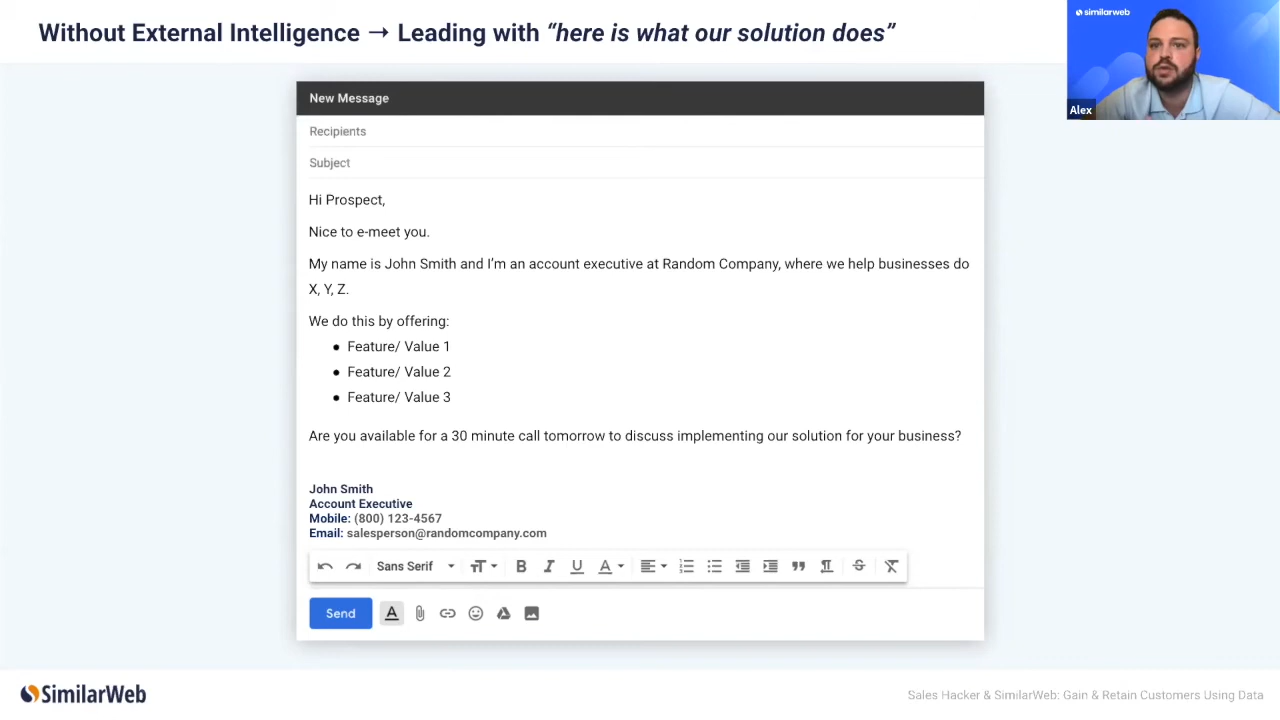 Without External Intelligence → Leading with “here is what our solution does”
similarweb
Alex
New Message
Recipients
Subject
Hi Prospect,
Nice to e-meet you.
My name is John Smith and I’m an account executive at Random Company, where we help businesses do
X, Y, Z.
We do this by offering:
● Feature/ Value 1
● Feature/ Value 2
● Feature/ Value 3
Are you available for a 30 minute call tomorrow to discuss implementing our solution for your business?
John Smith
Account Executive
Mobile: (800) 123-4567
Email: salesperson@randomcompany.com
Sans Serif
Send
SimilarWeb
Sales Hacker & SimilarWeb: Gain & Retain Customers Using Data